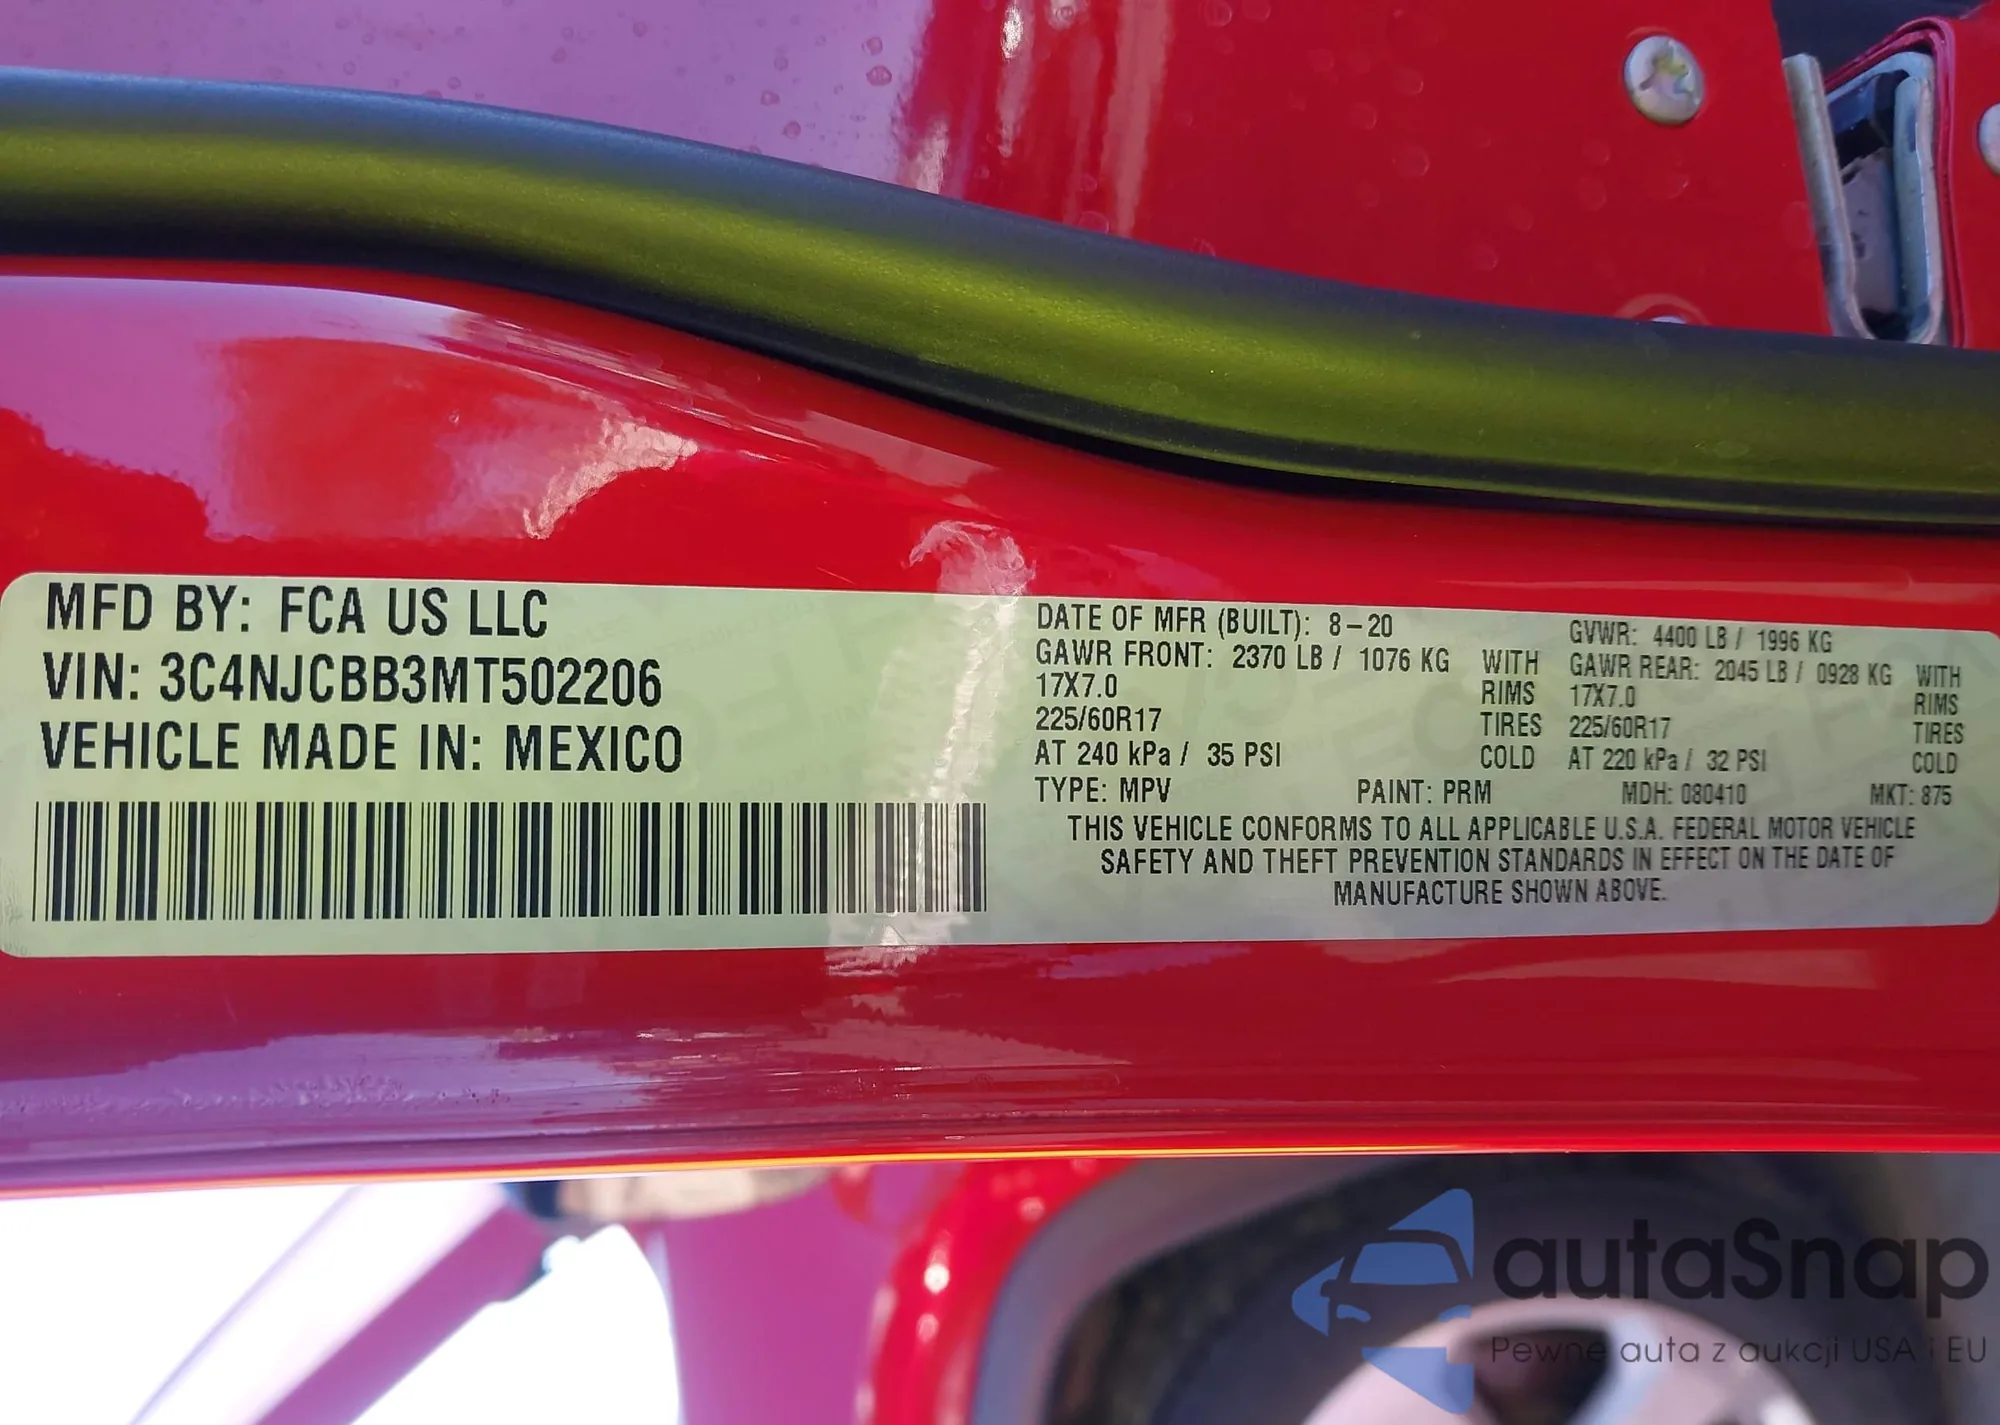 MFD BY: FCA US LLC
VIN: 3C4NJCBB3MT502206
VEHICLE MADE IN: MEXICO
DATE OF MFR (BUILT): 8-20 GVWR: 4400 LB / 1996 KG
GAWR FRONT: 2370 LB / 1076 KG WITH GAWR REAR: 2045 LB / 0928 KG WITH
17X7.0 RIMS 17X7.0 RIMS
225/60R17 TIRES 225/60R17 TIRES
AT 240 kPa / 35 PSI COLD AT 220 kPa / 32 PSI COLD
TYPE: MPV PAINT: PRM MDH: 080410 MKT: 875
THIS VEHICLE CONFORMS TO ALL APPLICABLE U.S.A. FEDERAL MOTOR VEHICLE
SAFETY AND THEFT PREVENTION STANDARDS IN EFFECT ON THE DATE OF
MANUFACTURE SHOWN ABOVE.
autaSnap
Pewne auta z aukcji USA i EU